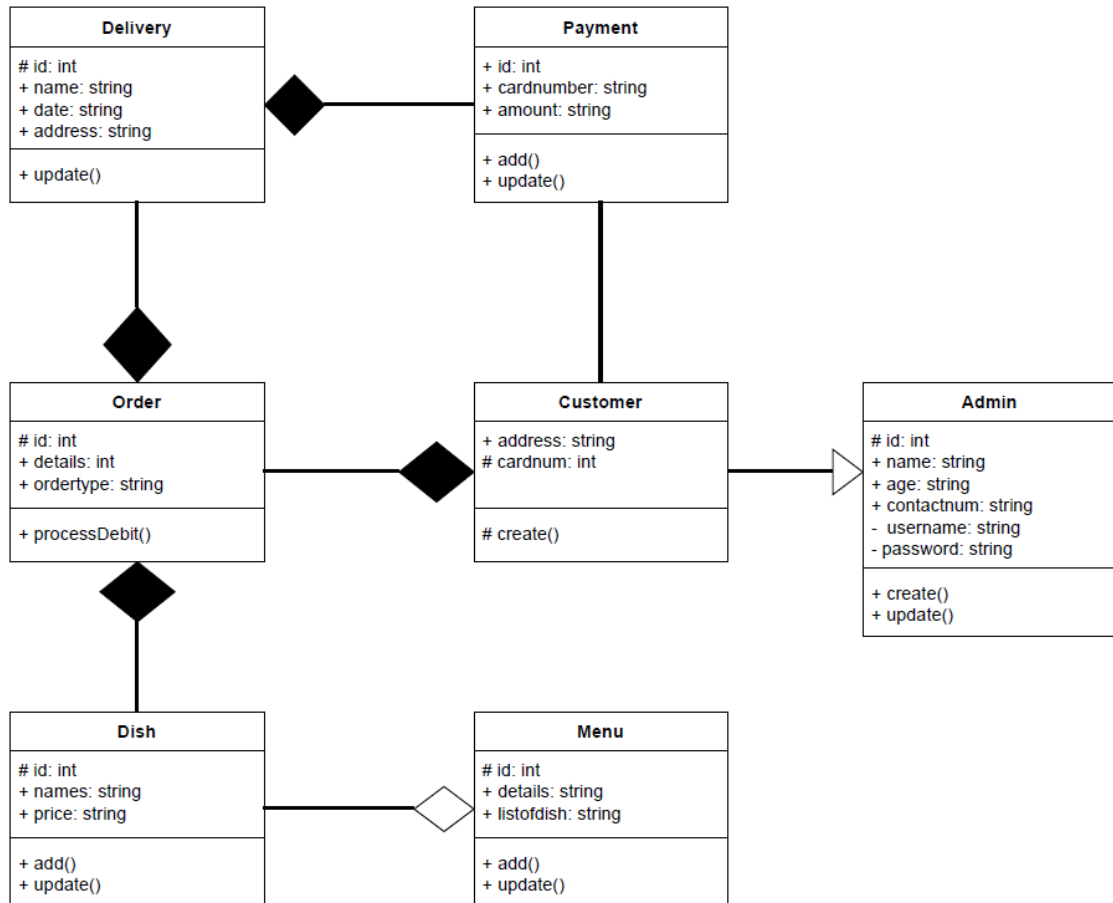 Delivery
# id: int
+ name: string
+ date: string
+ address: string
+ update()
Payment
+ id: int
+ cardnumber: string
+ amount: string
+ add()
+ update()
Order
# id: int
+ details: int
+ ordertype: string
+ processDebit()
Customer
+ address: string
# cardnum: int
# create()
Admin
# id: int
+ name: string
+ age: string
+ contactnum: string
- username: string
- password: string
+ create()
+ update()
Dish
# id: int
+ names: string
+ price: string
+ add()
+ update()
Menu
# id: int
+ details: string
+ listofdish: string
+ add()
+ update()